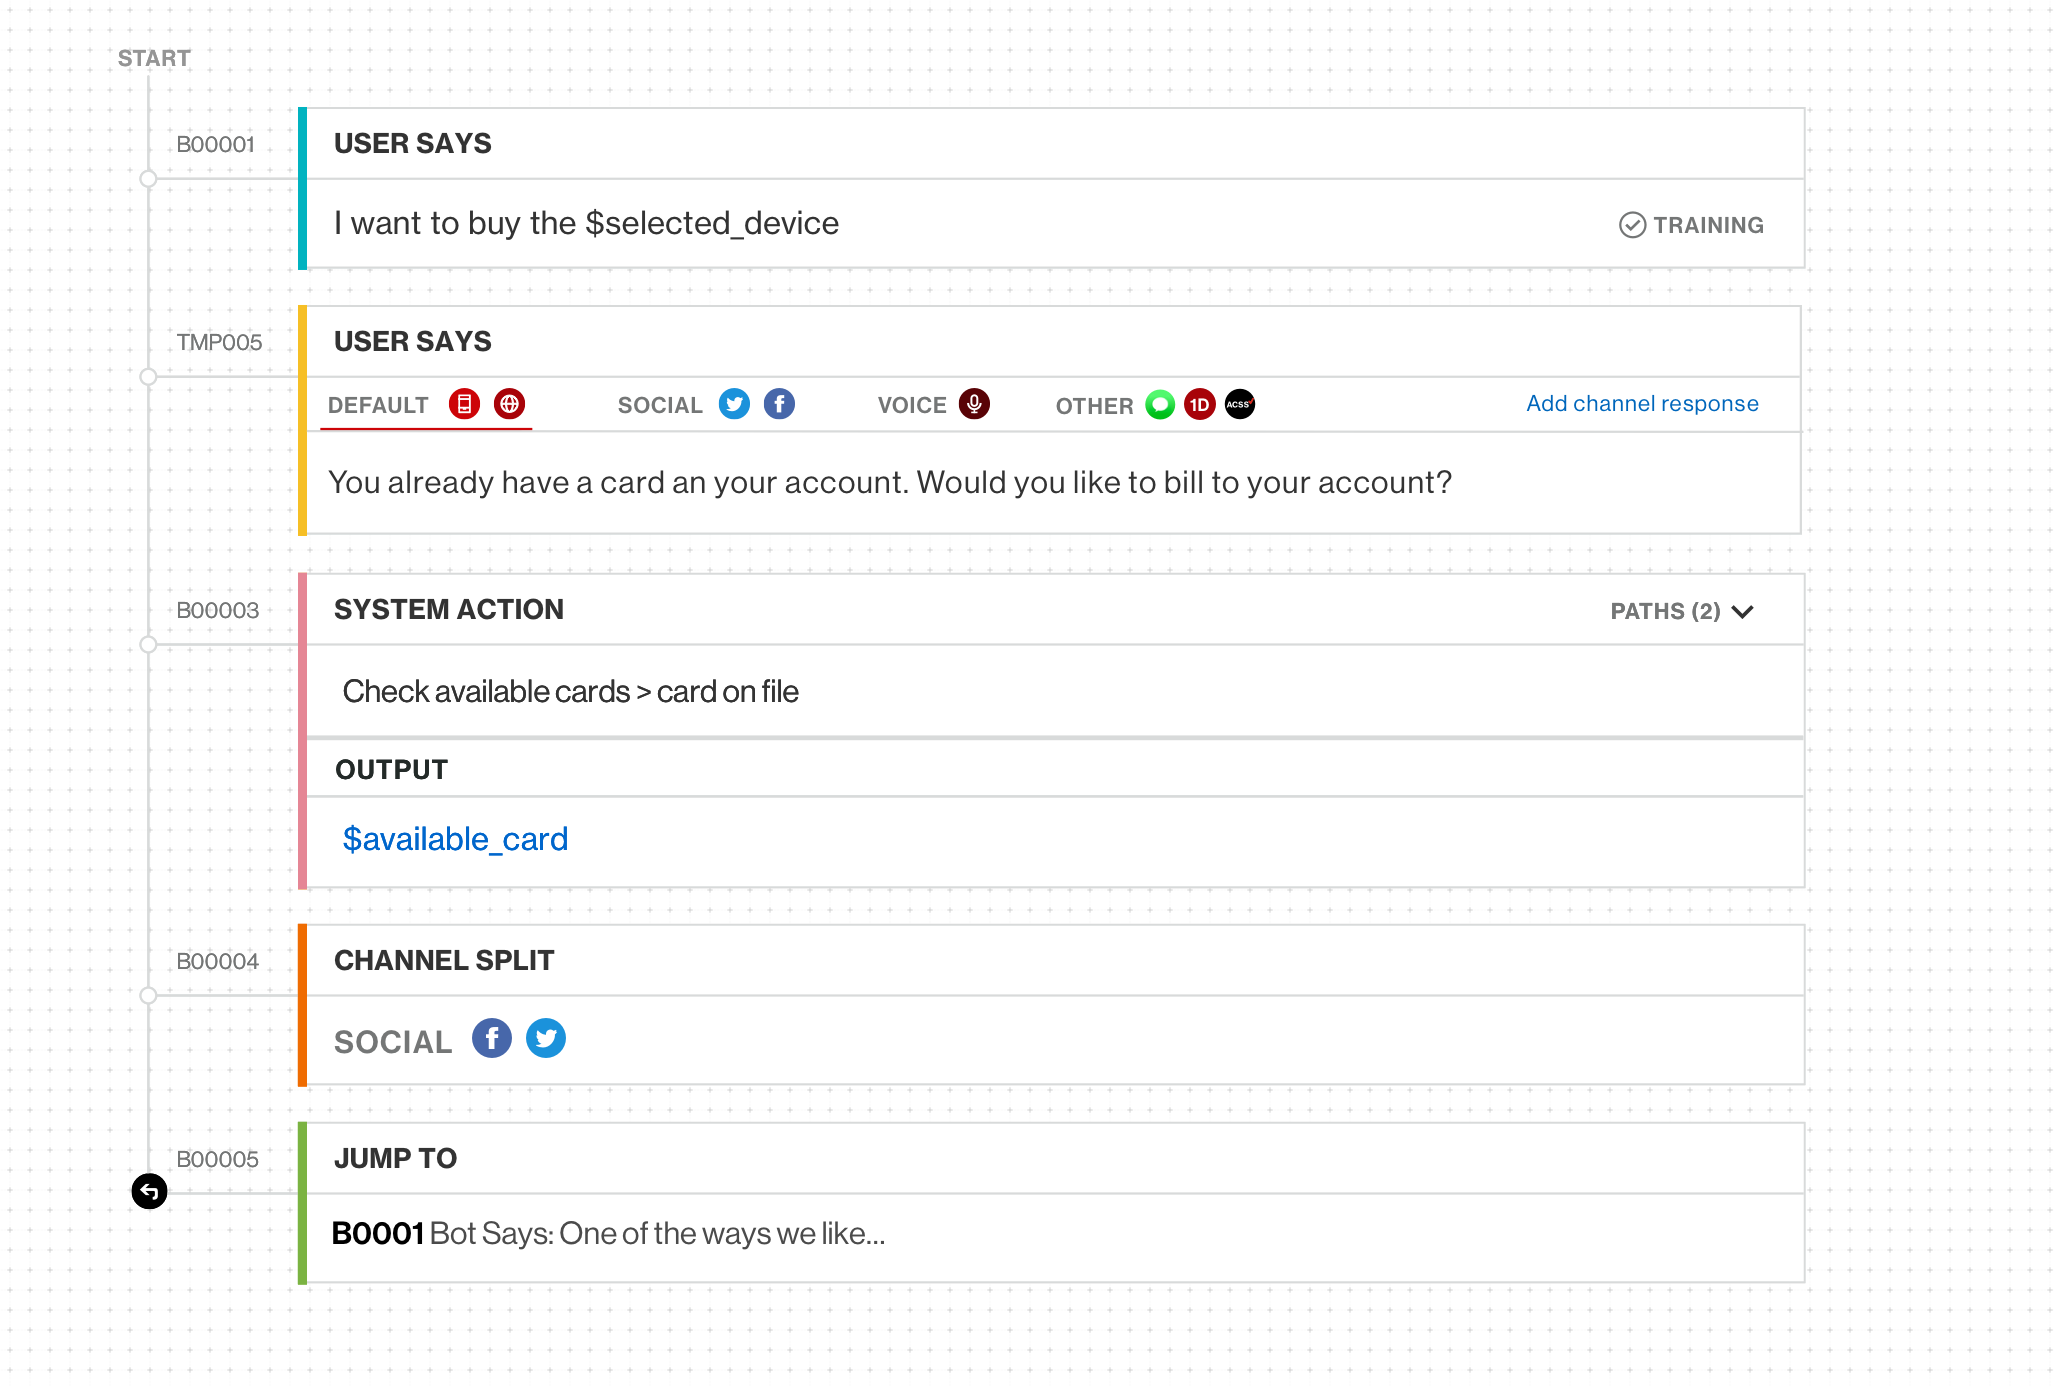 START
B00001
USER SAYS
I want to buy the $selected_device
TRAINING
TMP005
USER SAYS
DEFAULT SOCIAL VOICE OTHER 1D ACSS Add channel response
You already have a card an your account. Would you like to bill to your account?
B00003
SYSTEM ACTION
PATHS (2)
Check available cards > card on file
OUTPUT
$available_card
B00004
CHANNEL SPLIT
SOCIAL
B00005
JUMP TO
B0001 Bot Says: One of the ways we like...